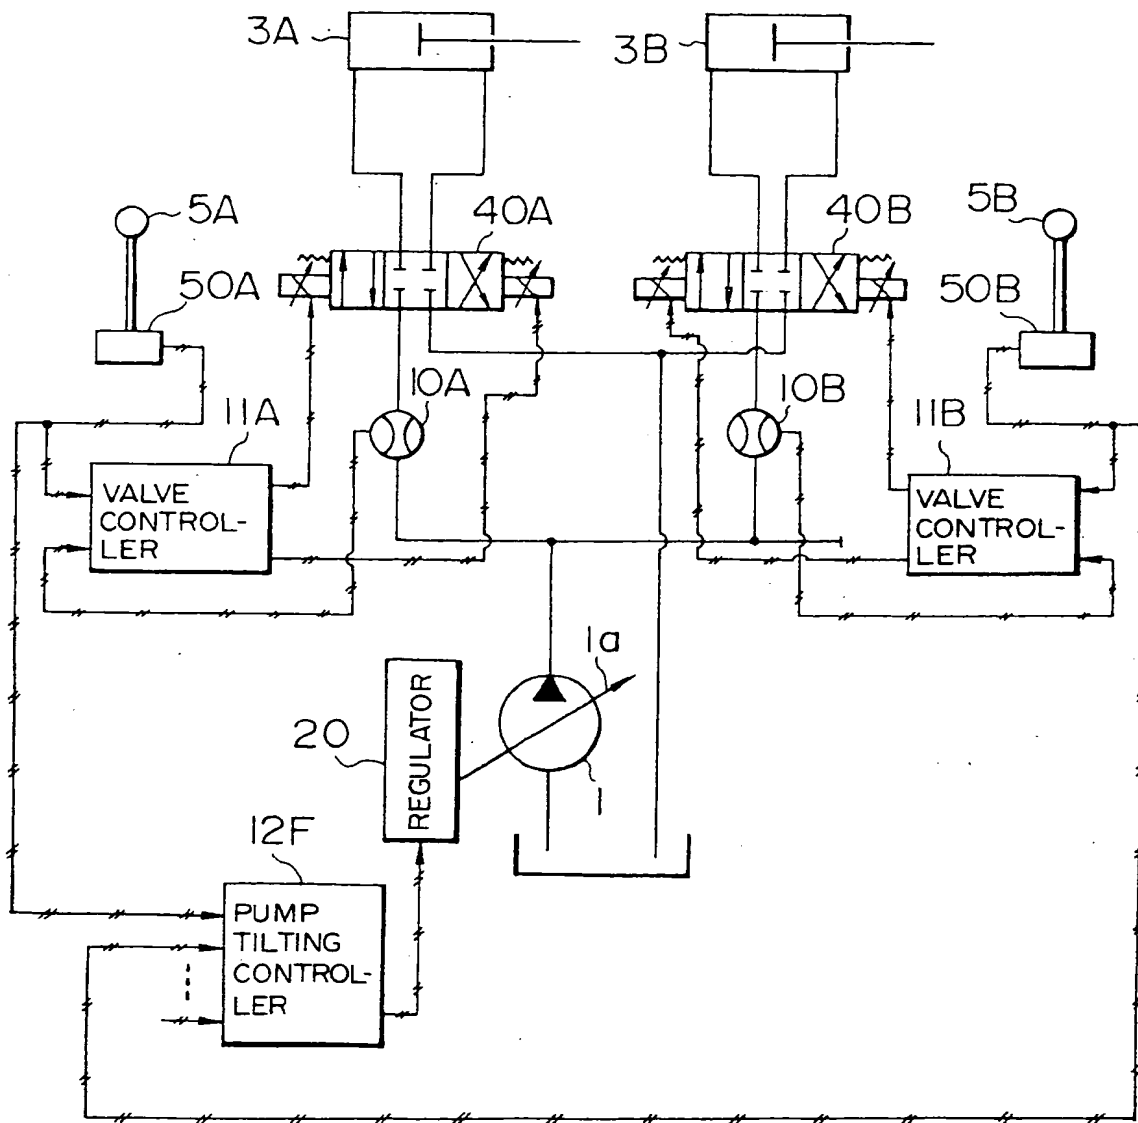 3A
3B
5A
40A
40B
5B
50A
50B
10A
10B
11A
11B
VALVE
CONTROL-
LER
VALVE
CONTROL-
LER
1a
REGULATOR
20
1
12F
PUMP
TILTING
CONTROL-
LER